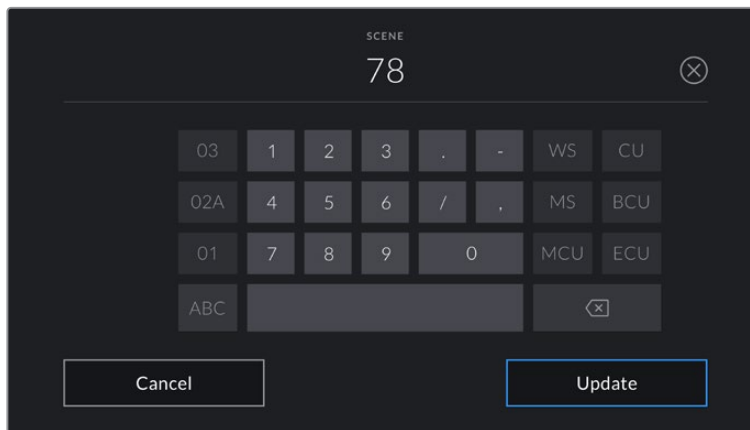 SCENE
78
03 1 2 3 . - WS CU
02A 4 5 6 / , MS BCU
01 7 8 9 0 MCU ECU
ABC
Cancel Update